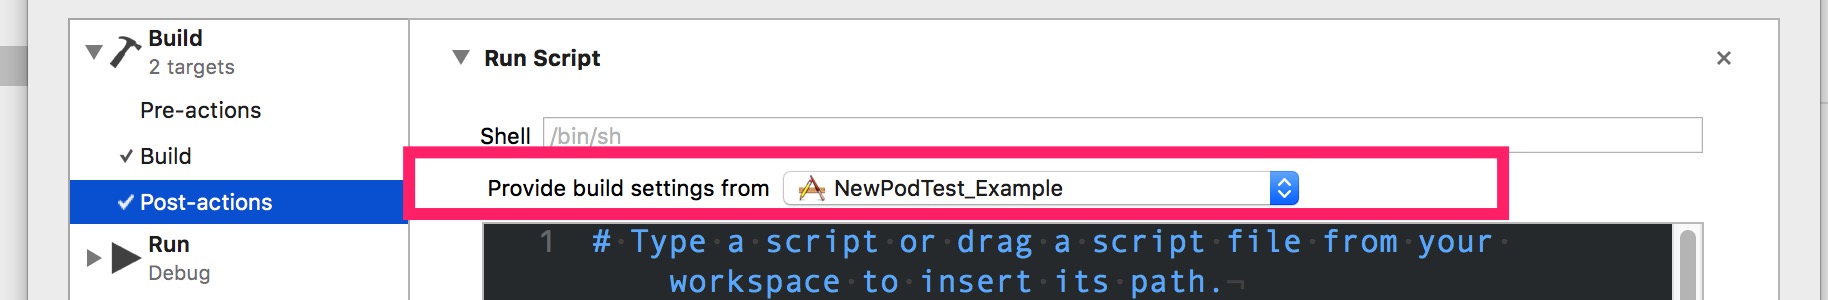 Build
2 targets
Pre-actions
Build
Post-actions
Run
Debug
Run Script
Shell /bin/sh
Provide build settings from NewPodTest_Example
1 # Type a script or drag a script file from your
workspace to insert its path.